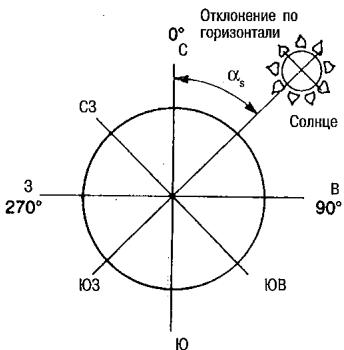 Отклонение по
горизонтали
0°
С
αs
Солнце
СЗ
З
270°
В
90°
ЮЗ
ЮВ
Ю